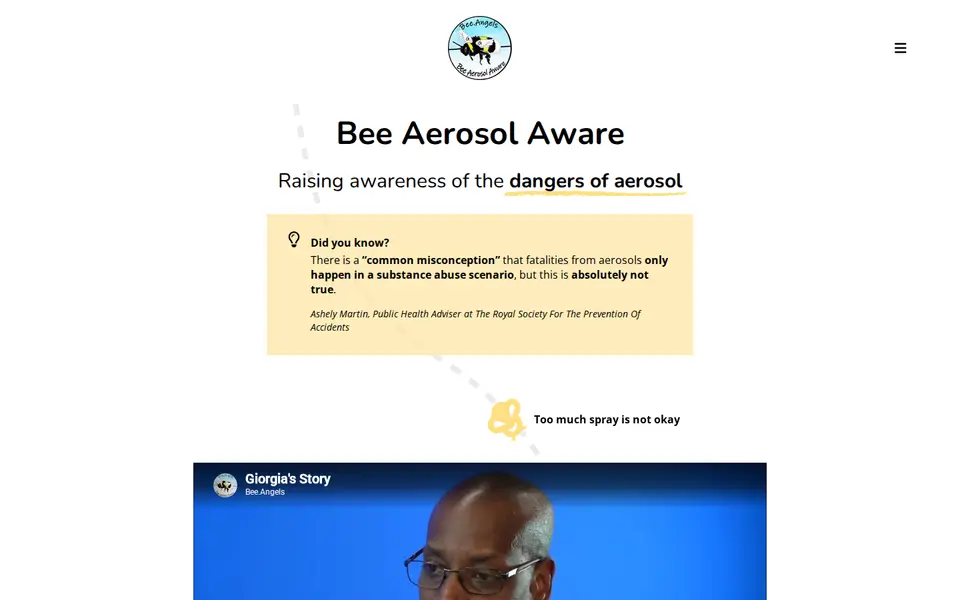 Bee.Angels
Bee Aerosol Aware
Bee Aerosol Aware
Raising awareness of the dangers of aerosol
Did you know?
There is a “common misconception” that fatalities from aerosols only
happen in a substance abuse scenario, but this is absolutely not
true.
Ashely Martin, Public Health Adviser at The Royal Society For The Prevention Of
Accidents
Too much spray is not okay
Giorgia's Story
Bee.Angels